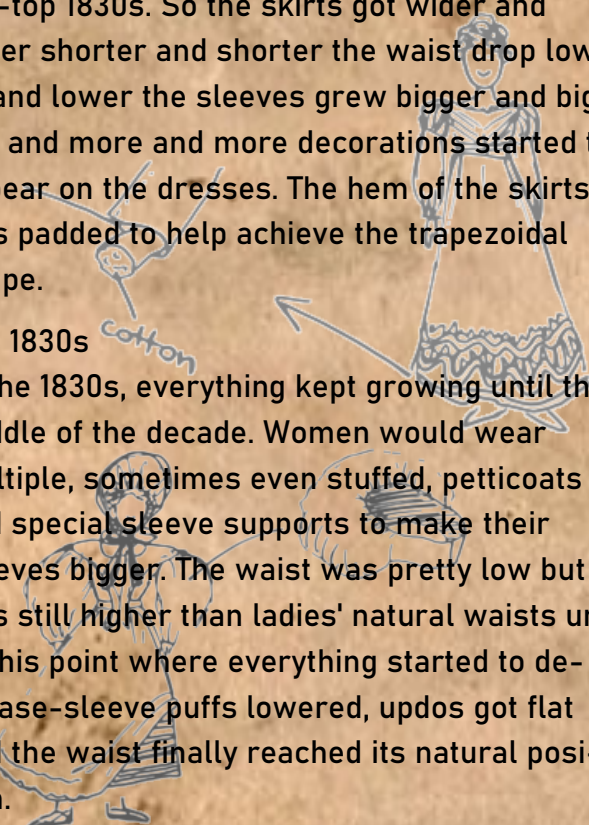 -top 1830s. So the skirts got wider and
er shorter and shorter the waist drop low
and lower the sleeves grew bigger and big
and more and more decorations started t
pear on the dresses. The hem of the skirts
s padded to help achieve the trapezoidal
pe.
1830s
cotton
he 1830s, everything kept growing until th
ddle of the decade. Women would wear
ltiple, sometimes even stuffed, petticoats
d special sleeve supports to make their
eves bigger. The waist was pretty low but
s still higher than ladies' natural waists un
his point where everything started to de-
ase-sleeve puffs lowered, updos got flat
d the waist finally reached its natural posi-
n.